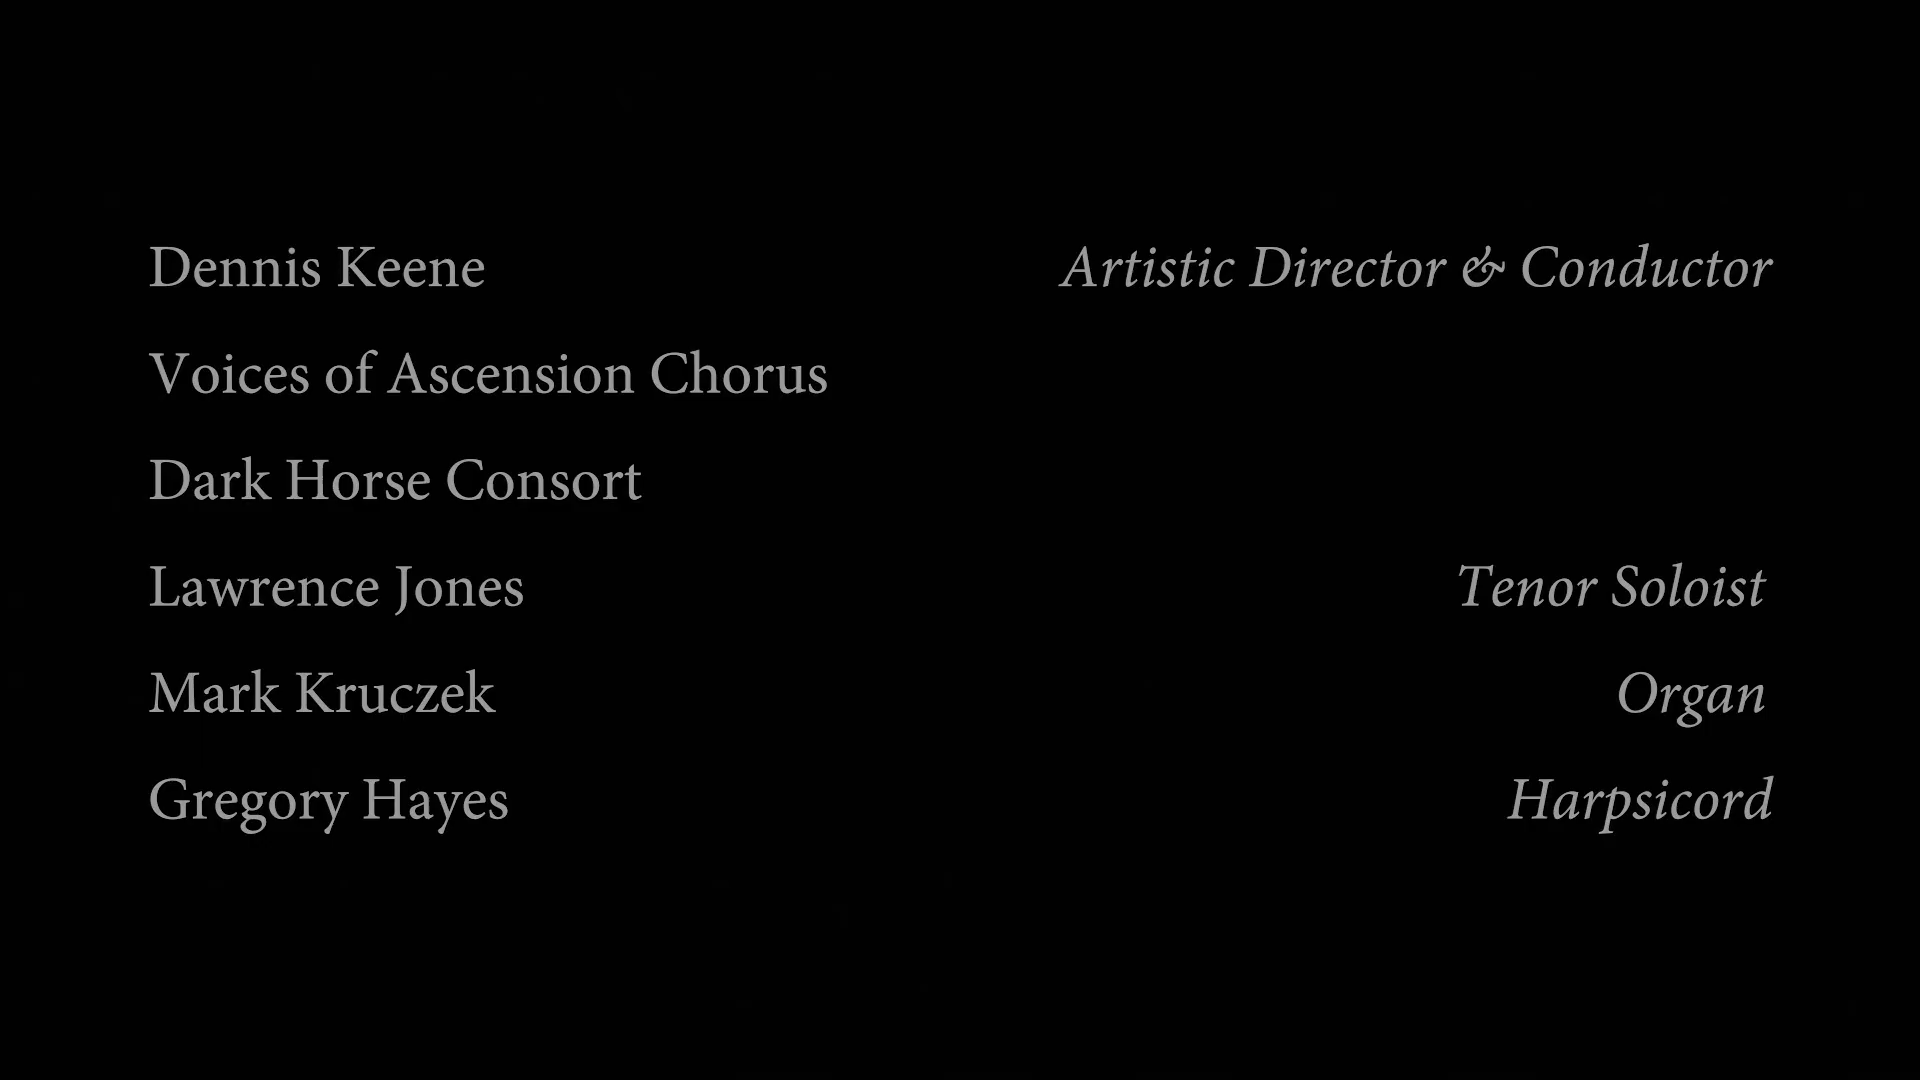 Dennis Keene Artistic Director & Conductor
Voices of Ascension Chorus
Dark Horse Consort
Lawrence Jones Tenor Soloist
Mark Kruczek Organ
Gregory Hayes Harpsicord